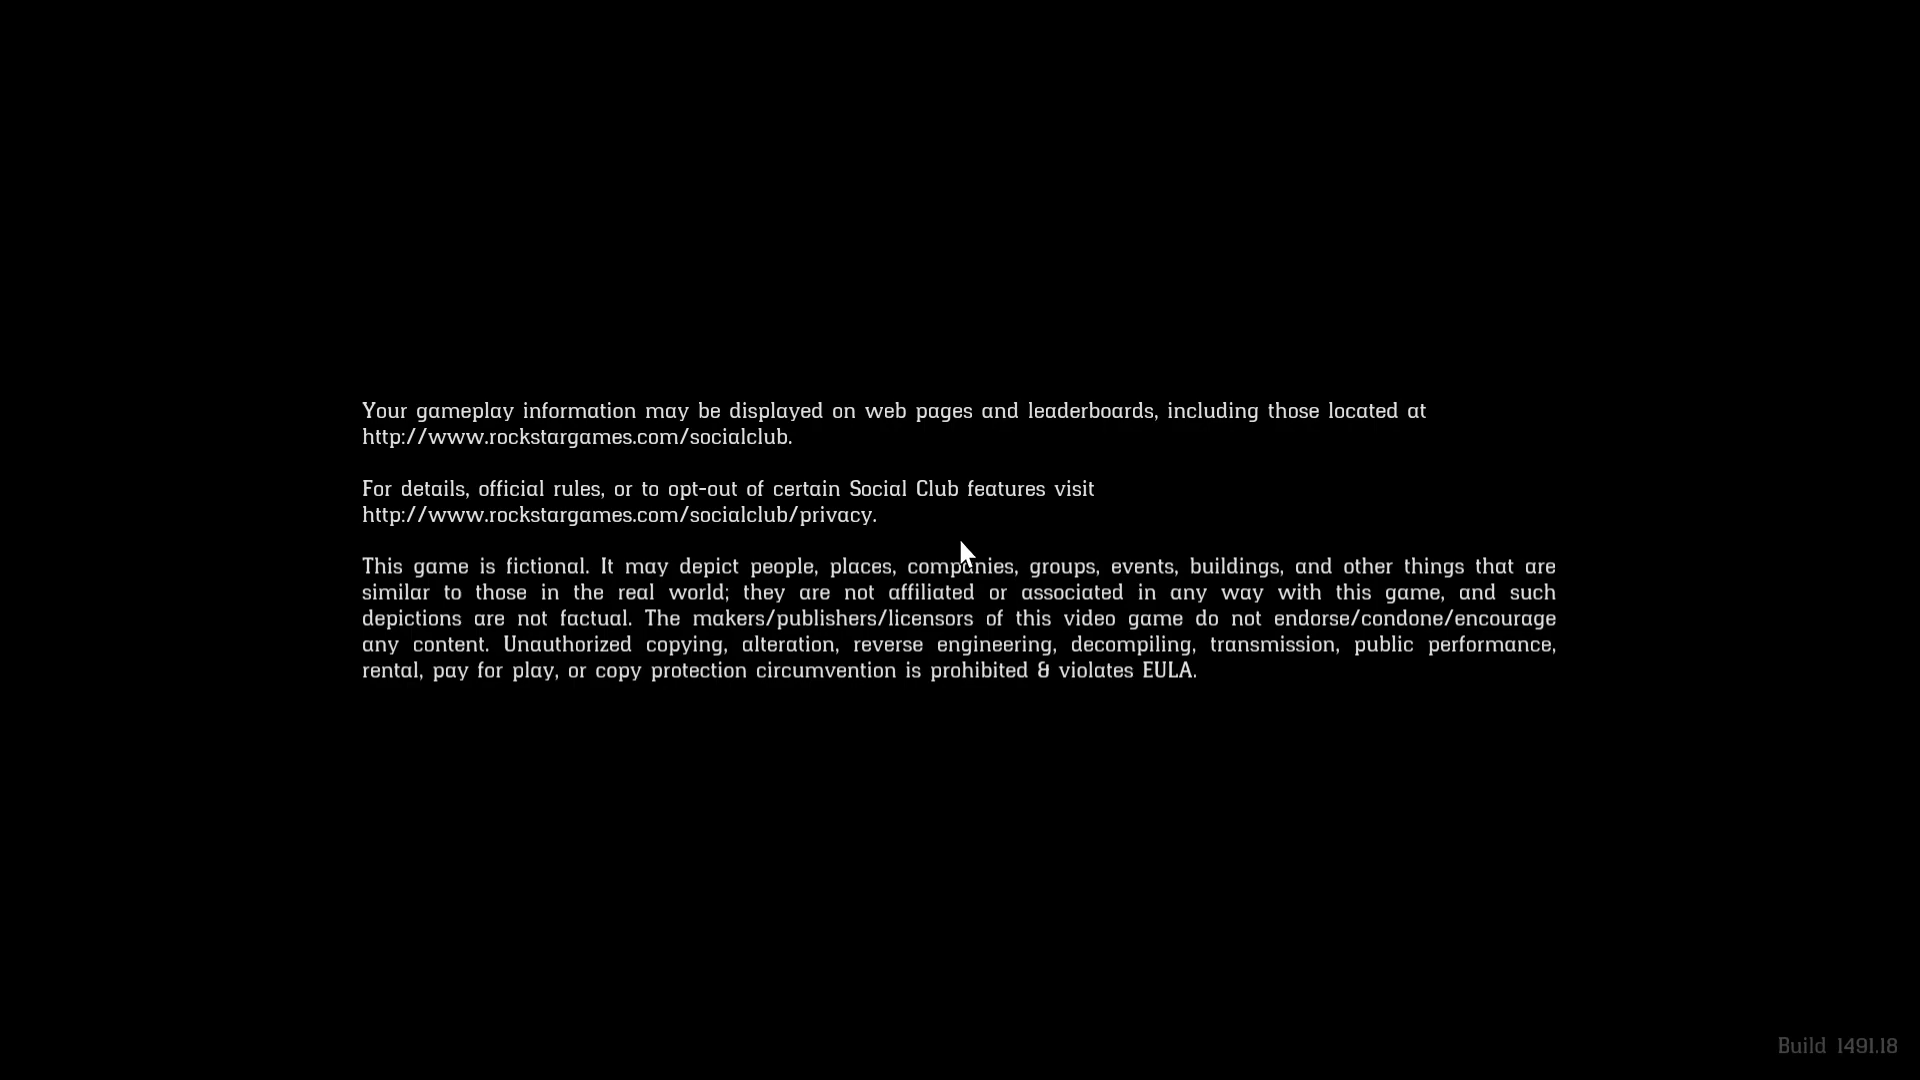 Your gameplay information may be displayed on web pages and leaderboards, including those located at
http://www.rockstargames.com/socialclub.
For details, official rules, or to opt-out of certain Social Club features visit
http://www.rockstargames.com/socialclub/privacy.
This game is fictional. It may depict people, places, companies, groups, events, buildings, and other things that are
similar to those in the real world; they are not affiliated or associated in any way with this game, and such
depictions are not factual. The makers/publishers/licensors of this video game do not endorse/condone/encourage
any content. Unauthorized copying, alteration, reverse engineering, decompiling, transmission, public performance,
rental, pay for play, or copy protection circumvention is prohibited & violates EULA.
Build 1491.18